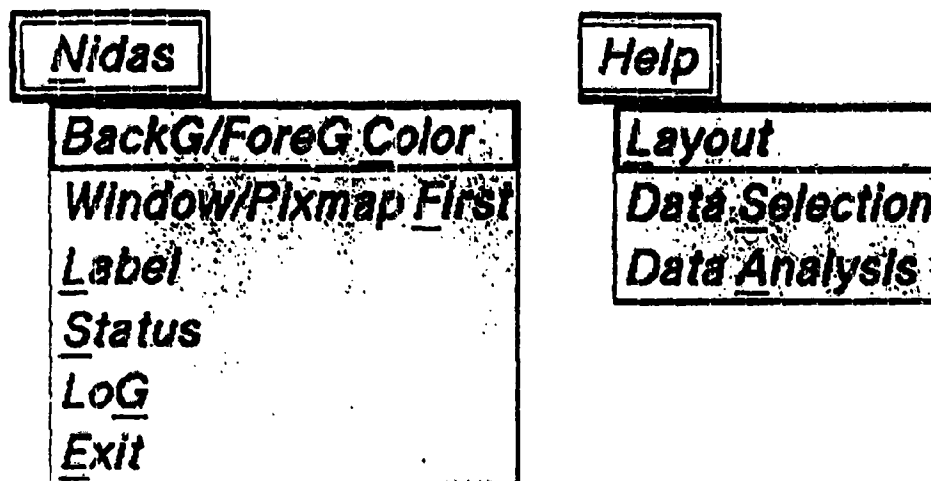 Nidas
BackG/ForeG Color
Window/Pixmap First
Label
Status
LoG
Exit
Help
Layout
Data Selection
Data Analysis